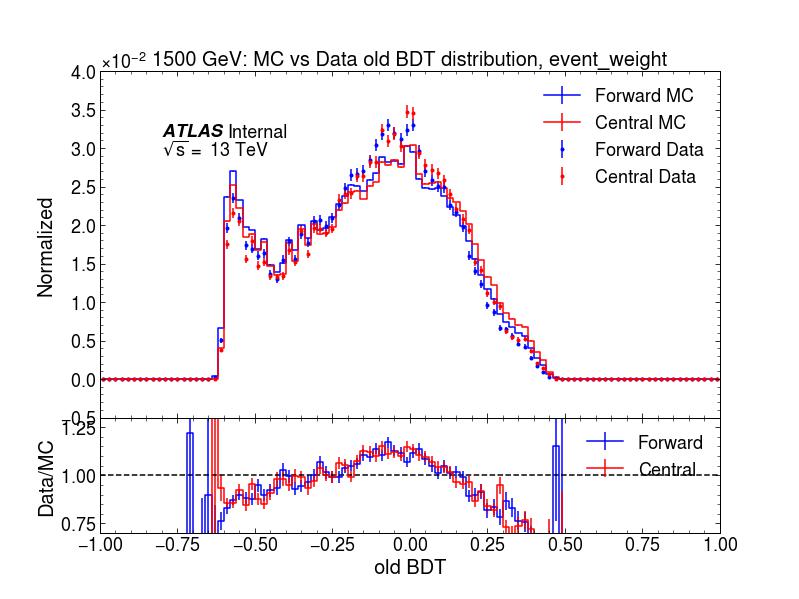 ×10⁻² 1500 GeV: MC vs Data old BDT distribution, event_weight
4.0
3.5
3.0
2.5
2.0
1.5
1.0
0.5
0.0
Normalized
ATLAS Internal
√s = 13 TeV
Forward MC
Central MC
Forward Data
Central Data
0.5
1.25
1.00
0.75
Data/MC
Forward
Central
−1.00 −0.75 −0.50 −0.25 0.00 0.25 0.50 0.75 1.00
old BDT